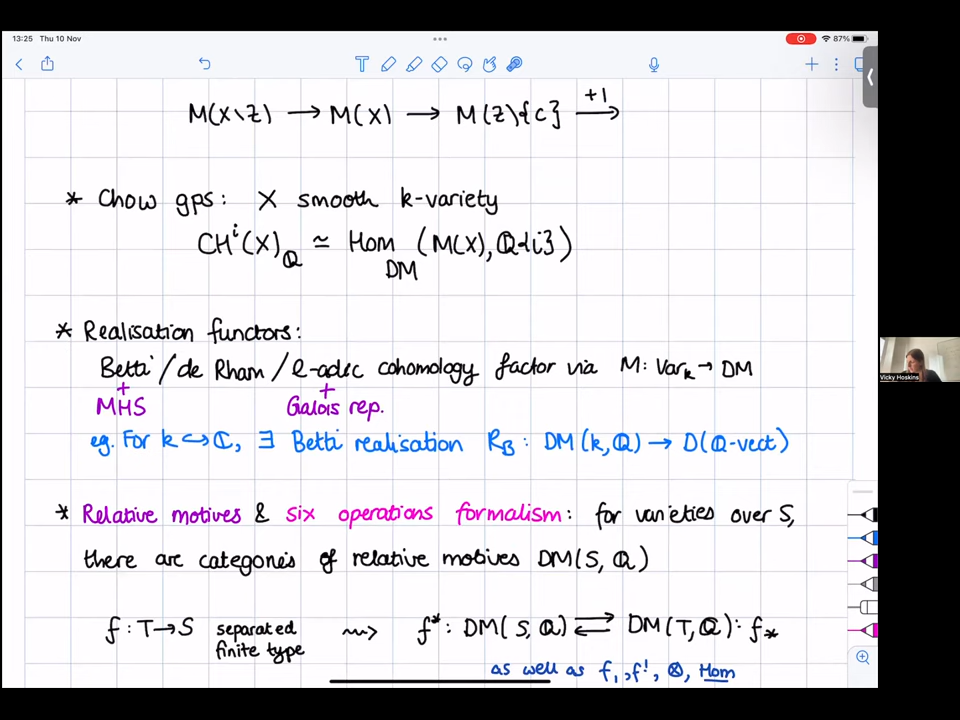 13:25 Thu 10 Nov
87%
M(X\Z) → M(X) → M(Z){c} +1→
* Chow gps: X smooth k-variety
CHⁱ(X)_Q ≃ Hom_DM (M(X), Q{i})
* Realisation functors:
Betti / de Rham / ℓ-adic cohomology factor via M: Var_k → DM
+ MHS + Galois rep.
eg. For k ↪ C, ∃ Betti realisation R_B : DM(k, Q) → D(Q-vect)
* Relative motives & six operations formalism: for varieties over S,
there are categories of relative motives DM(S, Q)
f: T → S separated finite type ⇝ f* : DM(S, Q) ⇄ DM(T, Q) : f_*
as well as f_!, f^!, ⊗, Hom
Vicky Hoskins